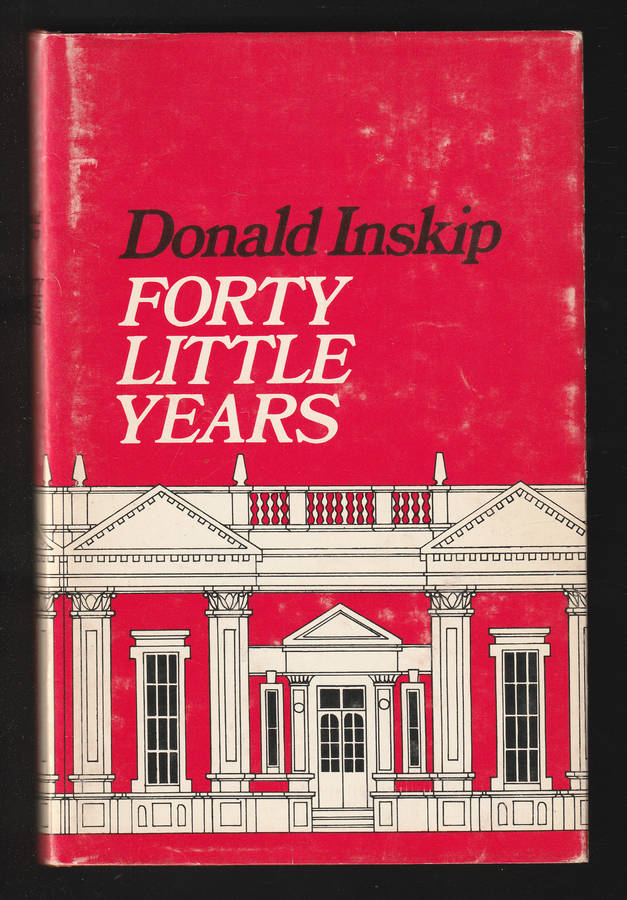 Donald Inskip
FORTY
LITTLE
YEARS